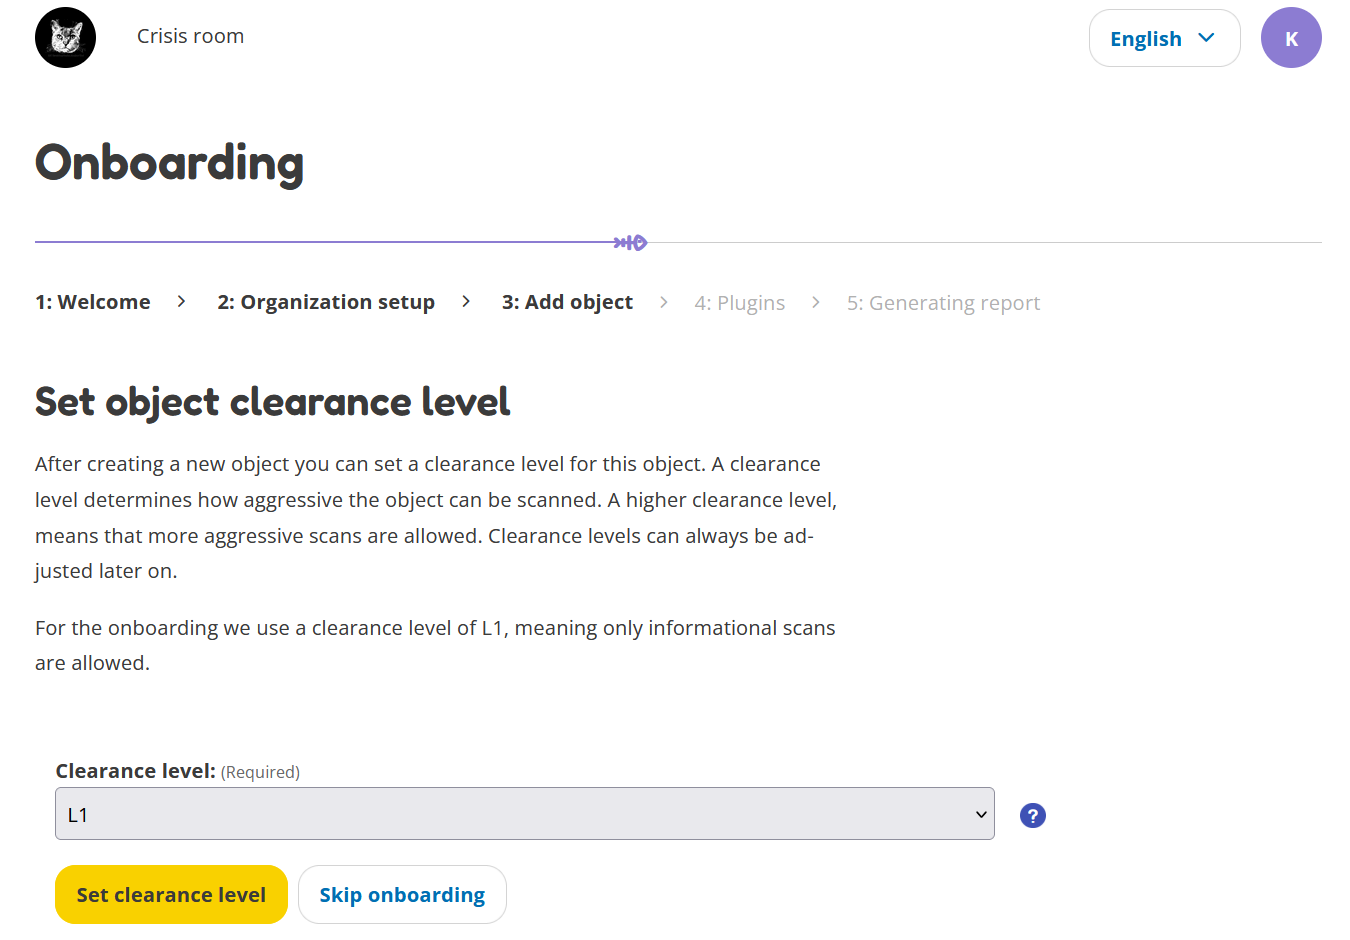 Crisis room
English
K
Onboarding
1: Welcome > 2: Organization setup > 3: Add object > 4: Plugins > 5: Generating report
Set object clearance level
After creating a new object you can set a clearance level for this object. A clearance
level determines how aggressive the object can be scanned. A higher clearance level,
means that more aggressive scans are allowed. Clearance levels can always be ad-
justed later on.
For the onboarding we use a clearance level of L1, meaning only informational scans
are allowed.
Clearance level: (Required)
L1
?
Set clearance level
Skip onboarding